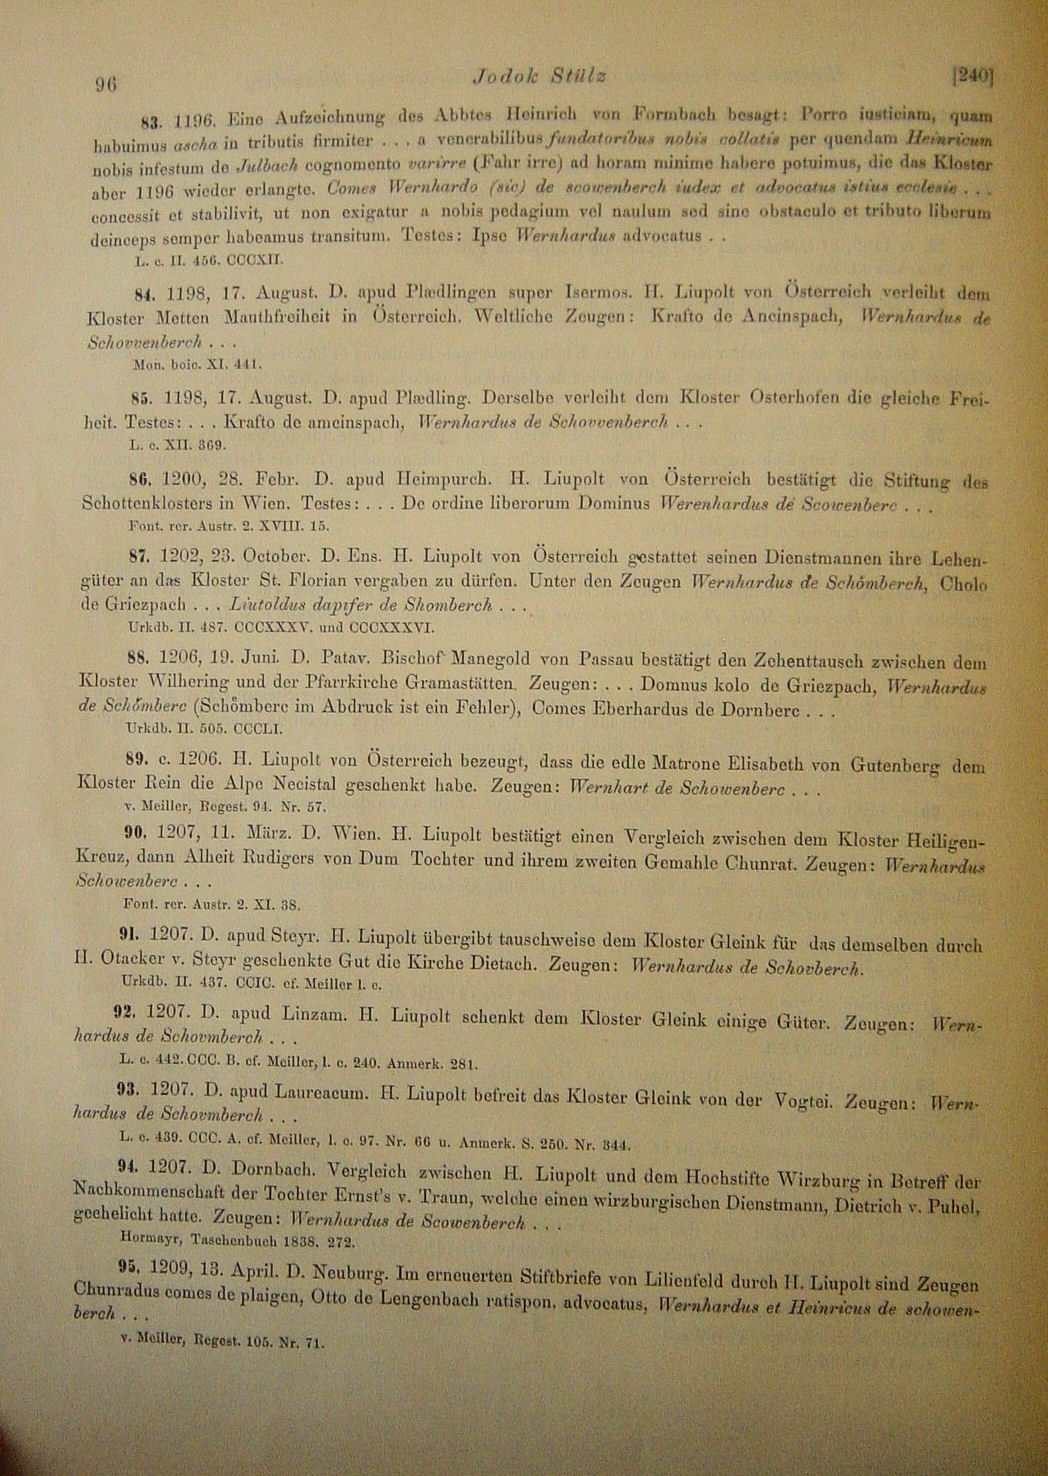 96 Jodok Stülz [240]
83. 1196. Eine Aufzeichnung des Abbtes Heinrich von Formbach besagt: Porro iusticiam, quam
habuimus ascha in tributis firmiter . . . a venerabilibus fundatoribus nobis collatis per quendam Heinricum
nobis infestum de Julbach cognomento varirre (Fahr irre) ad horam minime habere potuimus, die das Kloster
aber 1196 wieder erlangte. Comes Wernhardo (sic) de scowenberch iudex et advocatus istius ecclesie . . .
concessit et stabilivit, ut non exigatur a nobis pedagium vel naulum sed sine obstaculo et tributo liberum
deinceps semper habeamus transitum. Testes: Ipse Wernhardus advocatus . .
L. c. II. 456. CCCXII.
84. 1198, 17. August. D. apud Plædlingen super Isermos. H. Liupolt von Österreich verleiht dem
Kloster Metten Mauthfreiheit in Österreich. Weltliche Zeugen: Krafto de Aneinspach, Wernhardus de
Schovvenberch . . .
Mon. boic. XI. 441.
85. 1198, 17. August. D. apud Plædling. Derselbe verleiht dem Kloster Osterhofen die gleiche Frei-
heit. Testes: . . . Krafto de ameinspach, Wernhardus de Schovvenberch . . .
L. c. XII. 369.
86. 1200, 28. Febr. D. apud Heimpurch. H. Liupolt von Österreich bestätigt die Stiftung des
Schottenklosters in Wien. Testes: . . . De ordine liberorum Dominus Werenhardus de Scowenberc . . .
Font. rer. Austr. 2. XVIII. 15.
87. 1202, 23. October. D. Ens. H. Liupolt von Österreich gestattet seinen Dienstmannen ihre Lehen-
güter an das Kloster St. Florian vergaben zu dürfen. Unter den Zeugen Wernhardus de Schômberch, Cholo
de Griezpach . . . Liutoldus dapifer de Shomberch . . .
Urkdb. II. 487. CCCXXXV. und CCCXXXVI.
88. 1206, 19. Juni. D. Patav. Bischof Manegold von Passau bestätigt den Zehenttausch zwischen dem
Kloster Wilhering und der Pfarrkirche Gramastätten. Zeugen: . . . Domnus kolo de Griezpach, Wernhardus
de Schômberc (Schômberc im Abdruck ist ein Fehler), Comes Eberhardus de Dornberc . . .
Urkdb. II. 505. CCCLI.
89. c. 1206. H. Liupolt von Österreich bezeugt, dass die edle Matrone Elisabeth von Gutenberg dem
Kloster Rein die Alpe Necistal geschenkt habe. Zeugen: Wernhart de Schowenberc . . .
v. Meiller, Regest. 94. Nr. 57.
90. 1207, 11. März. D. Wien. H. Liupolt bestätigt einen Vergleich zwischen dem Kloster Heiligen-
Kreuz, dann Alheit Rudigers von Dum Tochter und ihrem zweiten Gemahle Chunrat. Zeugen: Wernhardus
Schowenberc . . .
Font. rer. Austr. 2. XI. 38.
91. 1207. D. apud Steyr. H. Liupolt übergibt tauschweise dem Kloster Gleink für das demselben durch
H. Otacker v. Steyr geschenkte Gut die Kirche Dietach. Zeugen: Wernhardus de Schovberch.
Urkdb. II. 437. CCIC. cf. Meiller l. c.
92. 1207. D. apud Linzam. H. Liupolt schenkt dem Kloster Gleink einige Güter. Zeugen: Wern-
hardus de Schovmberch . . .
L. c. 442. CCC. B. cf. Meiller, l. c. 240. Anmerk. 281.
93. 1207. D. apud Laureacum. H. Liupolt befreit das Kloster Gleink von der Vogtei. Zeugen: Wern-
hardus de Schovmberch . . .
L. c. 439. CCC. A. cf. Meiller, l. c. 97. Nr. 66 u. Anmerk. S. 250. Nr. 344.
94. 1207. D. Dornbach. Vergleich zwischen H. Liupolt und dem Hochstifte Wirzburg in Betreff der
Nachkommenschaft der Tochter Ernst's v. Traun, welche einen wirzburgischen Dienstmann, Dietrich v. Puhel,
geehelicht hatte. Zeugen: Wernhardus de Scowenberch . . .
Hormayr, Taschenbuch 1838. 272.
95. 1209, 13. April. D. Neuburg. Im erneuerten Stiftbriefe von Lilienfeld durch H. Liupolt sind Zeugen
Chunradus comes de plaigen, Otto de Lengenbach ratispon. advocatus, Wernhardus et Heinricus de schowen-
berch . . .
v. Meiller, Regest. 105. Nr. 71.